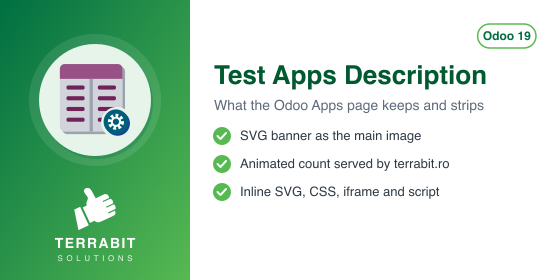 Odoo 19
Test Apps Description
What the Odoo Apps page keeps and strips
SVG banner as the main image
Animated count served by terrabit.ro
Inline SVG, CSS, iframe and script
TERRABIT
SOLUTIONS